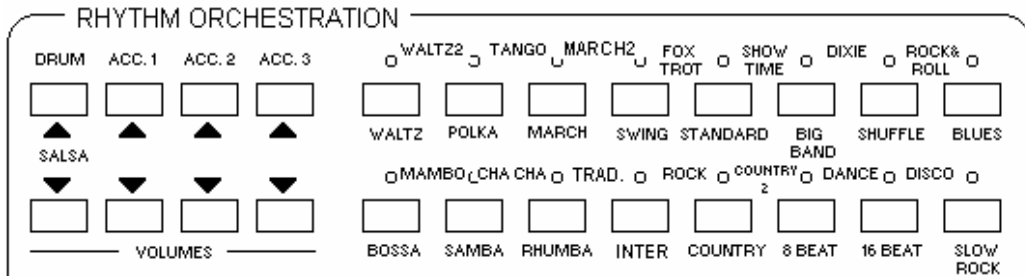 RHYTHM ORCHESTRATION
DRUM ACC. 1 ACC. 2 ACC. 3
WALTZ2 TANGO MARCH2 FOX TROT SHOW TIME DIXIE ROCK& ROLL
WALTZ POLKA MARCH SWING STANDARD BIG BAND SHUFFLE BLUES
SALSA
MAMBO CHA CHA TRAD. ROCK COUNTRY 2 DANCE DISCO
BOSSA SAMBA RHUMBA INTER COUNTRY 8 BEAT 16 BEAT SLOW ROCK
VOLUMES